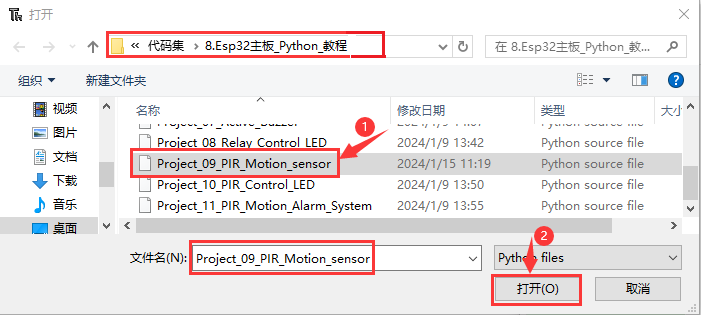 打开
« 代码集 › 8.Esp32主板_Python_教程
在 8.Esp32主板_Python_教...
组织 新建文件夹
视频
图片
文档
下载
音乐
桌面
名称 修改日期 类型 大小
Project_08_Relay_Control_LED 2024/1/9 13:42 Python source file
Project_09_PIR_Motion_sensor 2024/1/15 11:19 Python source file
Project_10_PIR_Control_LED 2024/1/9 13:50 Python source file
Project_11_PIR_Motion_Alarm_System 2024/1/9 13:55 Python source file
1
文件名(N): Project_09_PIR_Motion_sensor Python files
2
打开(O) 取消